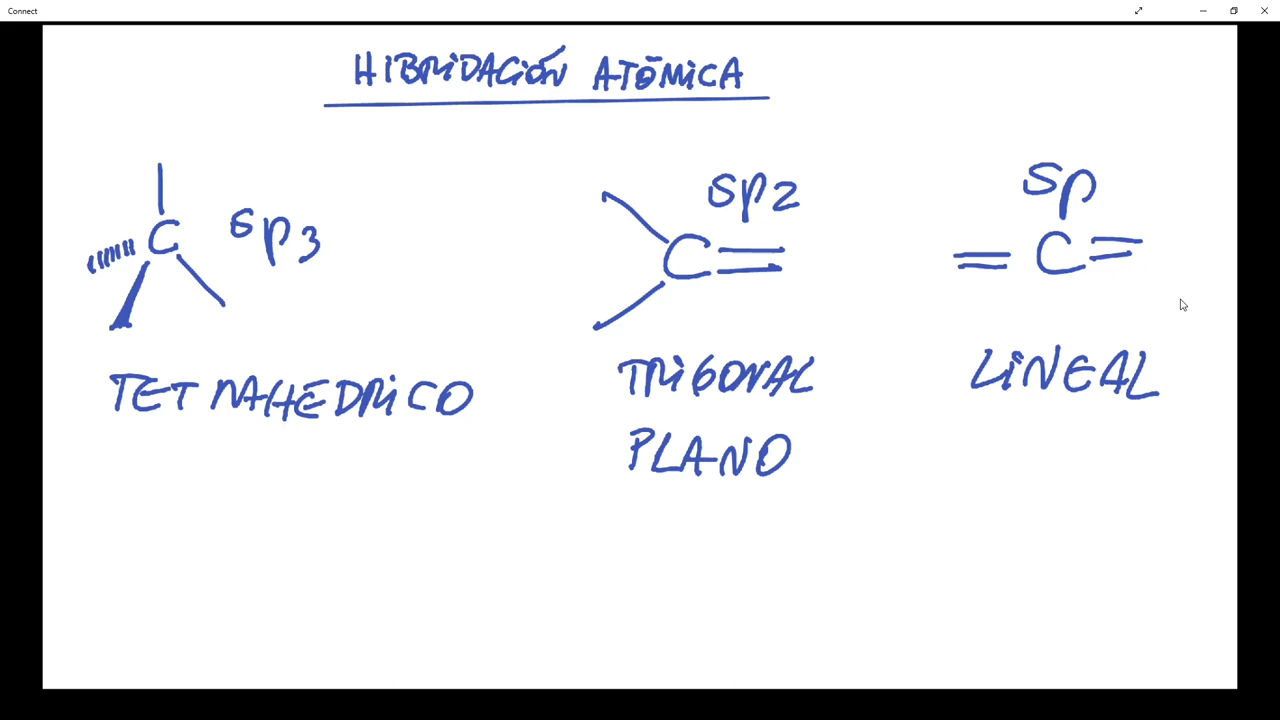 Connect
HIBRIDACIÓN ATÓMICA
C sp3
TETRAHEDRICO
sp2
C
TRIGONAL
PLANO
sp
C
LINEAL